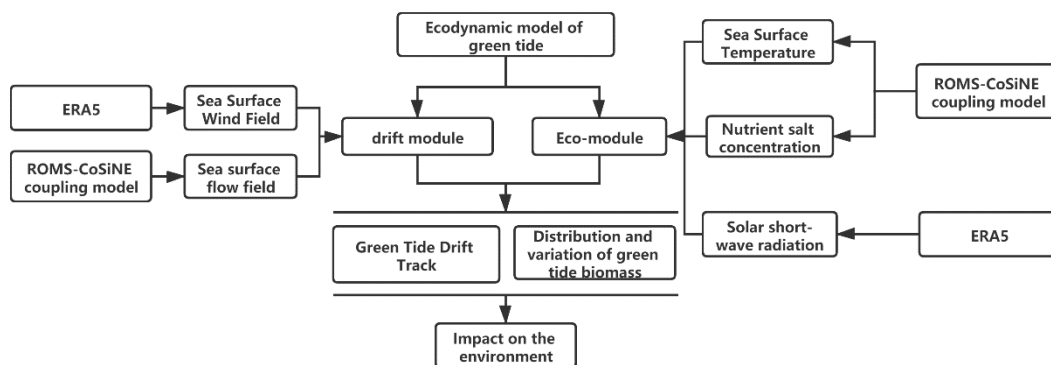 Ecodynamic model of
green tide
Sea Surface
Temperature
ERA5
Sea Surface
Wind Field
drift module
Eco-module
Nutrient salt
concentration
ROMS-CoSiNE
coupling model
ROMS-CoSiNE
coupling model
Sea surface
flow field
Green Tide Drift
Track
Distribution and
variation of green
tide biomass
Solar short-
wave radiation
ERA5
Impact on the
environment